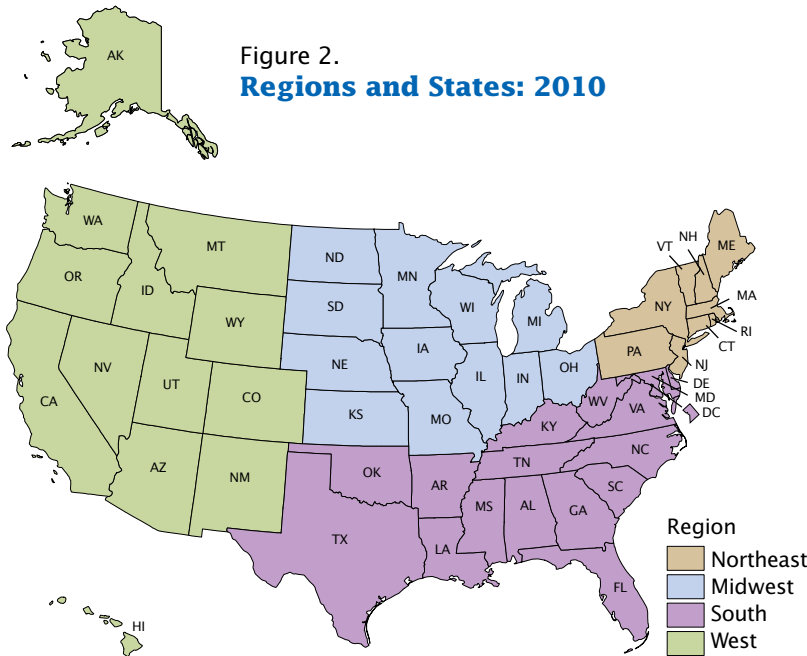 AK
Figure 2.
Regions and States: 2010
WA
MT
ND
MN
VT
NH
ME
OR
ID
SD
WI
MI
NY
MA
RI
CT
WY
NE
IA
PA
NJ
NV
UT
CO
IL
IN
OH
DE
MD
DC
CA
KS
MO
WV
VA
KY
AZ
NM
OK
AR
TN
NC
SC
TX
LA
MS
AL
GA
FL
HI
Region
Northeast
Midwest
South
West